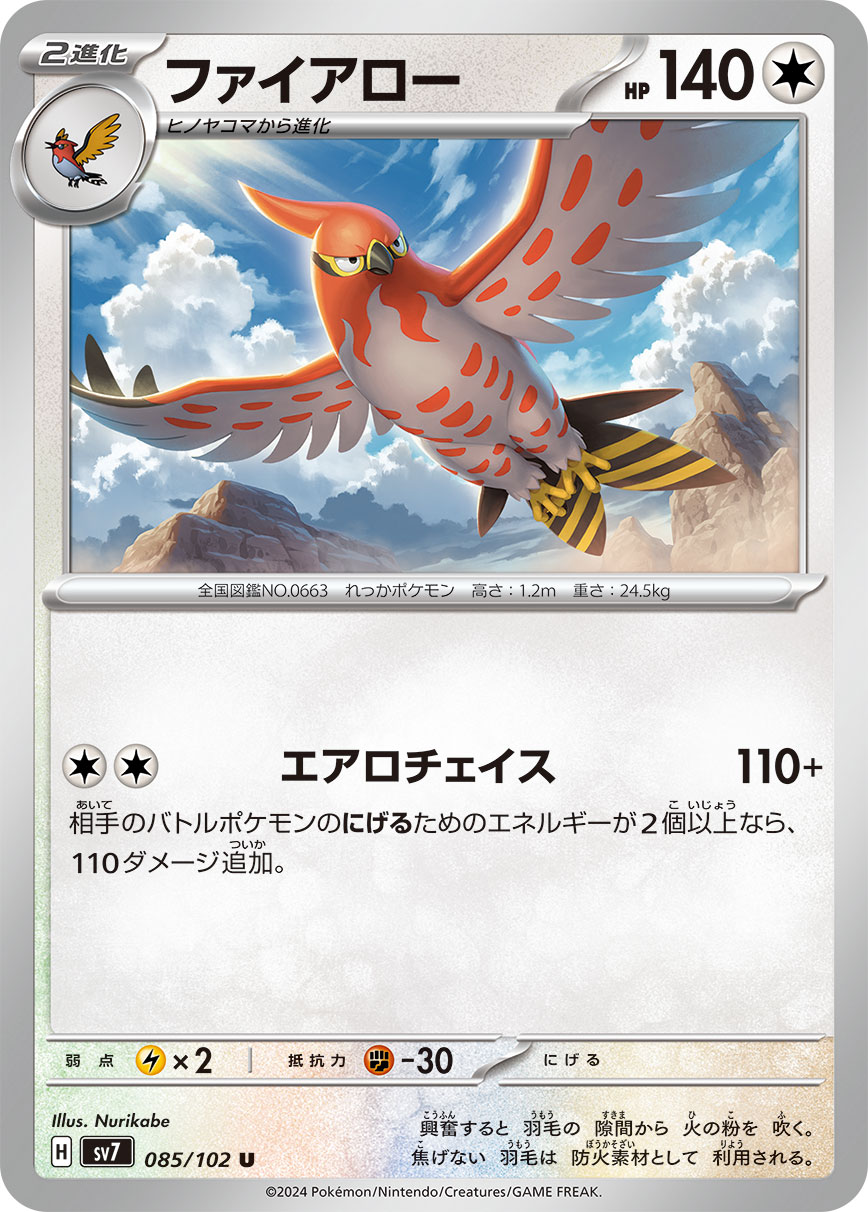 2進化
ファイアロー
HP 140
ヒノヤコマから進化
全国図鑑NO.0663 れっかポケモン 高さ：1.2m 重さ：24.5kg
エアロチェイス 110+
相手のバトルポケモンのにげるためのエネルギーが2個以上なら、
110ダメージ追加。
弱点 ×2 抵抗力 -30 にげる
Illus. Nurikabe
興奮すると 羽毛の 隙間から 火の粉を 吹く。
焦げない 羽毛は 防火素材として 利用される。
H sv7 085/102 U
©2024 Pokémon/Nintendo/Creatures/GAME FREAK.